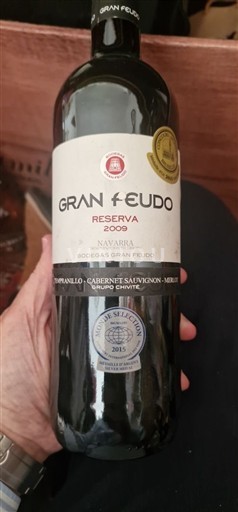 GRAN FEUDO
GRAN FEUDO
RESERVA
2009
NAVARRA
BODEGAS GRAN FEUDO
TEMPRANILLO - CABERNET SAUVIGNON - MERLOT
GRUPO CHIVITE
MONDE SELECTION
2015